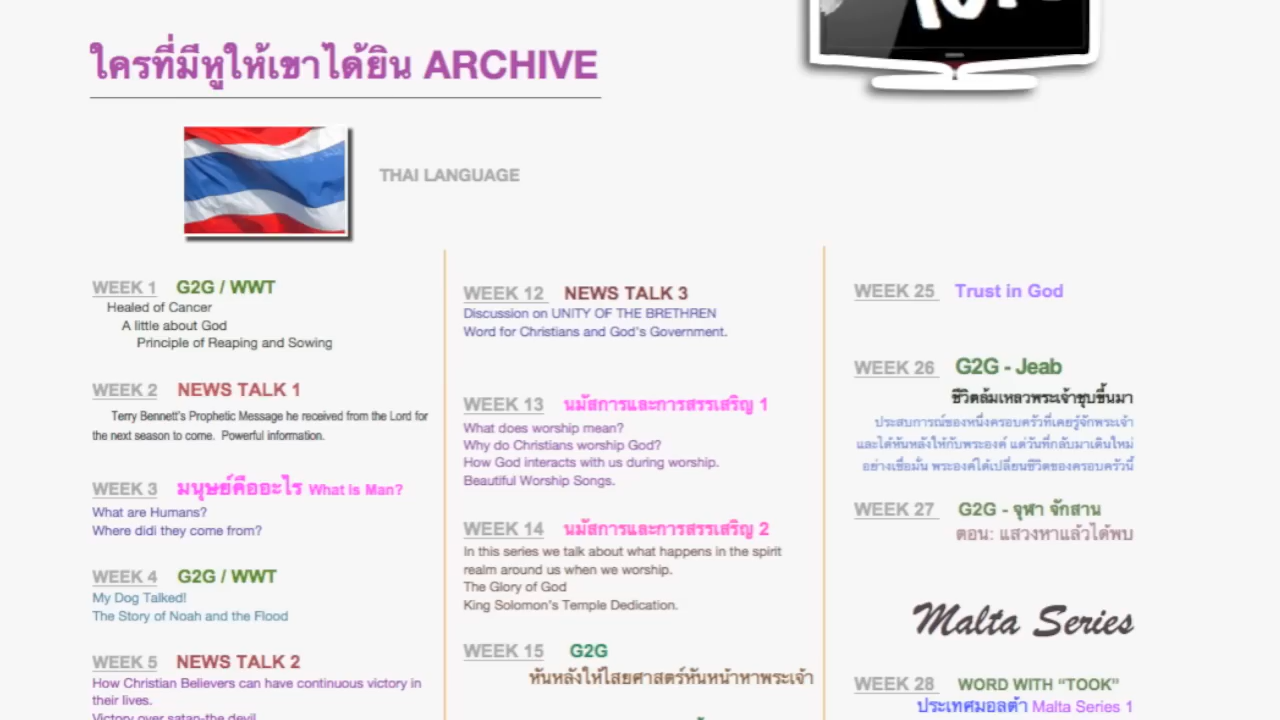 ใครที่มีหูให้เขาได้ยิน ARCHIVE
THAI LANGUAGE
WEEK 1 G2G / WWT
Healed of Cancer
A little about God
Principle of Reaping and Sowing
WEEK 2 NEWS TALK 1
Terry Bennett's Prophetic Message he received from the Lord for
the next season to come. Powerful information.
WEEK 3 มนุษย์คืออะไร What is Man?
What are Humans?
Where didi they come from?
WEEK 4 G2G / WWT
My Dog Talked!
The Story of Noah and the Flood
WEEK 5 NEWS TALK 2
How Christian Believers can have continuous victory in
their lives.
Victory over satan-the devil
WEEK 12 NEWS TALK 3
Discussion on UNITY OF THE BRETHREN
Word for Christians and God's Government.
WEEK 13 นมัสการและการสรรเสริญ 1
What does worship mean?
Why do Christians worship God?
How God interacts with us during worship.
Beautiful Worship Songs.
WEEK 14 นมัสการและการสรรเสริญ 2
In this series we talk about what happens in the spirit
realm around us when we worship.
The Glory of God
King Solomon's Temple Dedication.
WEEK 15 G2G
หันหลังให้ไสยศาสตร์หันหน้าหาพระเจ้า
WEEK 25 Trust in God
WEEK 26 G2G - Jeab
ชีวิตล้มเหลวพระเจ้าชุบขึ้นมา
ประสบการณ์ของหนึ่งครอบครัวที่เคยรู้จักพระเจ้า
และได้หันหลังให้กับพระองค์ แต่วันที่กลับมาเดินใหม่
อย่างเชื่อมั่น พระองค์ได้เปลี่ยนชีวิตของครอบครัวนี้
WEEK 27 G2G - จุฬา จักสาน
ตอน: แสวงหาแล้วได้พบ
Malta Series
WEEK 28 WORD WITH “TOOK”
ประเทศมอลต้า Malta Series 1